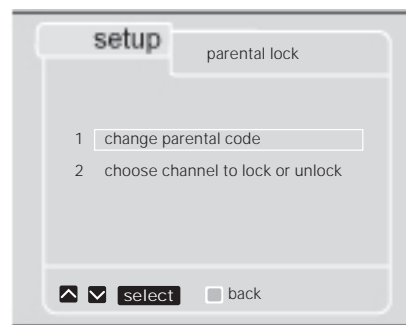 setup
parental lock
1 change parental code
2 choose channel to lock or unlock
select back